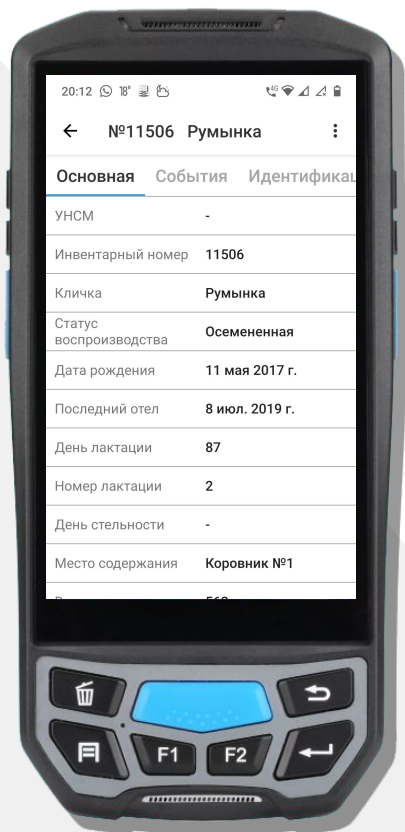 20:12 18°
4G
№11506 Румынка
Основная События Идентификац
УНСМ -
Инвентарный номер 11506
Кличка Румынка
Статус
воспроизводства Осемененная
Дата рождения 11 мая 2017 г.
Последний отел 8 июл. 2019 г.
День лактации 87
Номер лактации 2
День стельности -
Место содержания Коровник №1
F1 F2